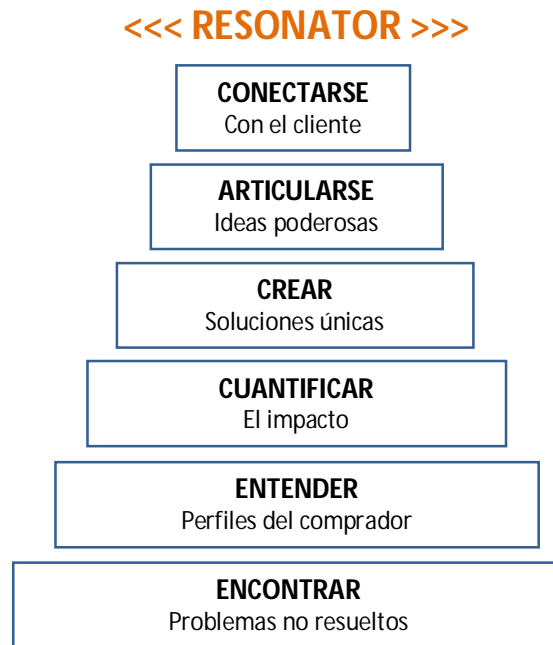 <<< RESONATOR >>>
CONECTARSE
Con el cliente
ARTICULARSE
Ideas poderosas
CREAR
Soluciones únicas
CUANTIFICAR
El impacto
ENTENDER
Perfiles del comprador
ENCONTRAR
Problemas no resueltos